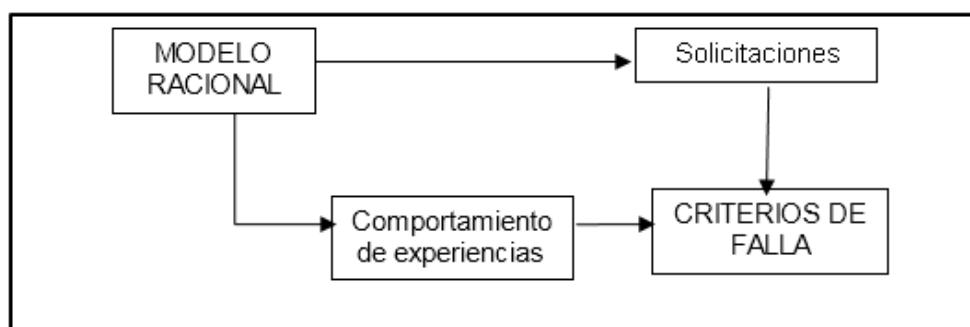 MODELO
RACIONAL
Solicitaciones
Comportamiento
de experiencias
CRITERIOS DE
FALLA